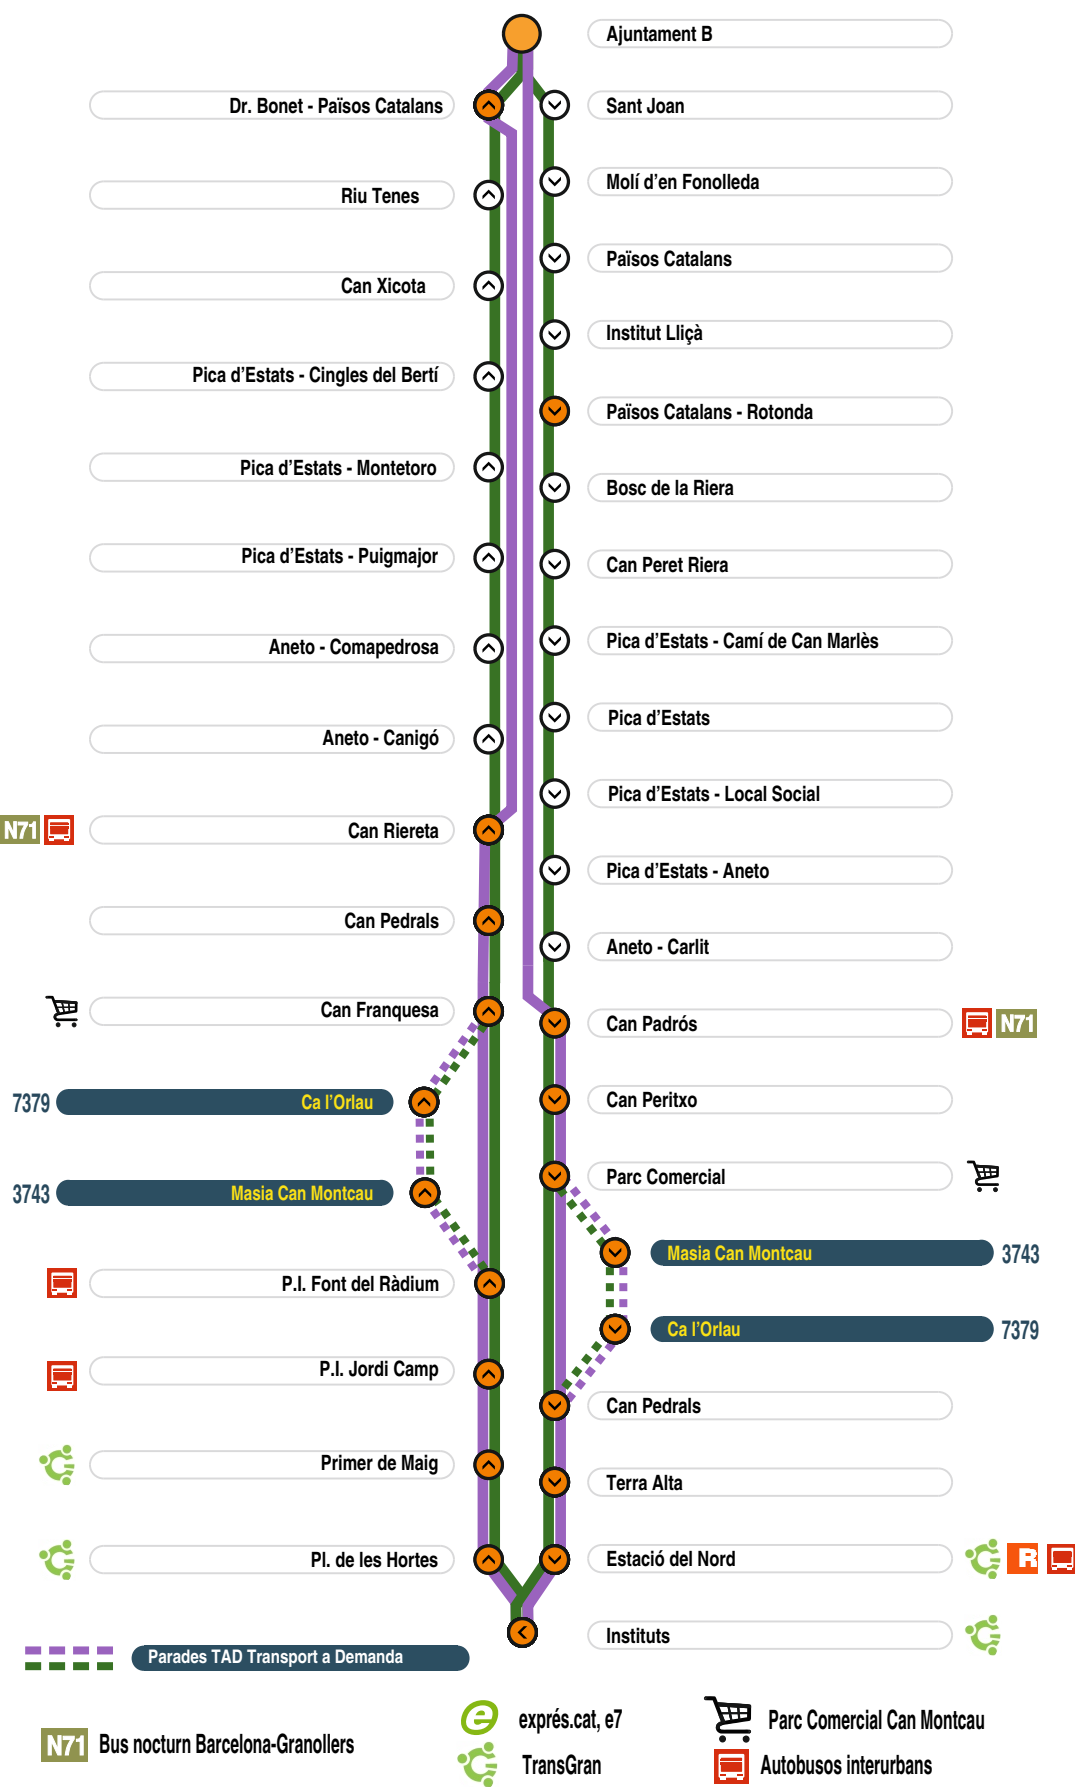 Ajuntament B
Dr. Bonet - Països Catalans
Sant Joan
Molí d'en Fonolleda
Riu Tenes
Països Catalans
Can Xicota
Institut Lliçà
Pica d'Estats - Cingles del Bertí
Països Catalans - Rotonda
Pica d'Estats - Montetoro
Bosc de la Riera
Pica d'Estats - Puigmajor
Can Peret Riera
Aneto - Comapedrosa
Pica d'Estats - Camí de Can Marlès
Pica d'Estats
Aneto - Canigó
Pica d'Estats - Local Social
N71 Can Riereta
Pica d'Estats - Aneto
Can Pedrals
Aneto - Carlit
Can Franquesa
Can Padrós N71
7379 Ca l'Orlau
Can Peritxo
Parc Comercial
3743 Masia Can Montcau
Masia Can Montcau 3743
P.I. Font del Ràdium
Ca l'Orlau 7379
P.I. Jordi Camp
Can Pedrals
Primer de Maig
Terra Alta
Pl. de les Hortes
Estació del Nord R
Instituts
Parades TAD Transport a Demanda
N71 Bus nocturn Barcelona-Granollers
e exprés.cat, e7
TransGran
Parc Comercial Can Montcau
Autobusos interurbans